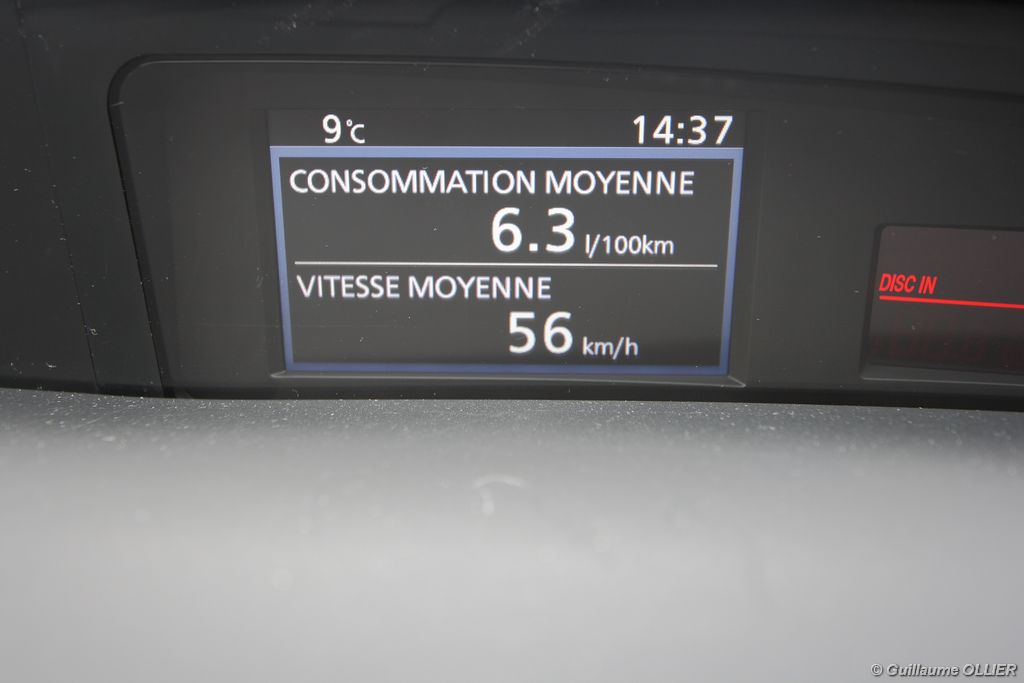 9°C 14:37
CONSOMMATION MOYENNE
6.3 l/100km
VITESSE MOYENNE
56 km/h
DISC IN
© Guillaume OLLIER